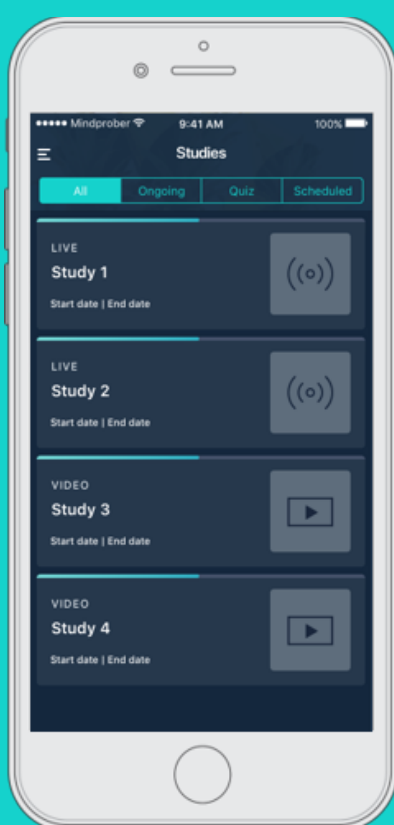 Mindprober 9:41 AM 100%
Studies
All Ongoing Quiz Scheduled
LIVE
Study 1
Start date | End date
LIVE
Study 2
Start date | End date
VIDEO
Study 3
Start date | End date
VIDEO
Study 4
Start date | End date